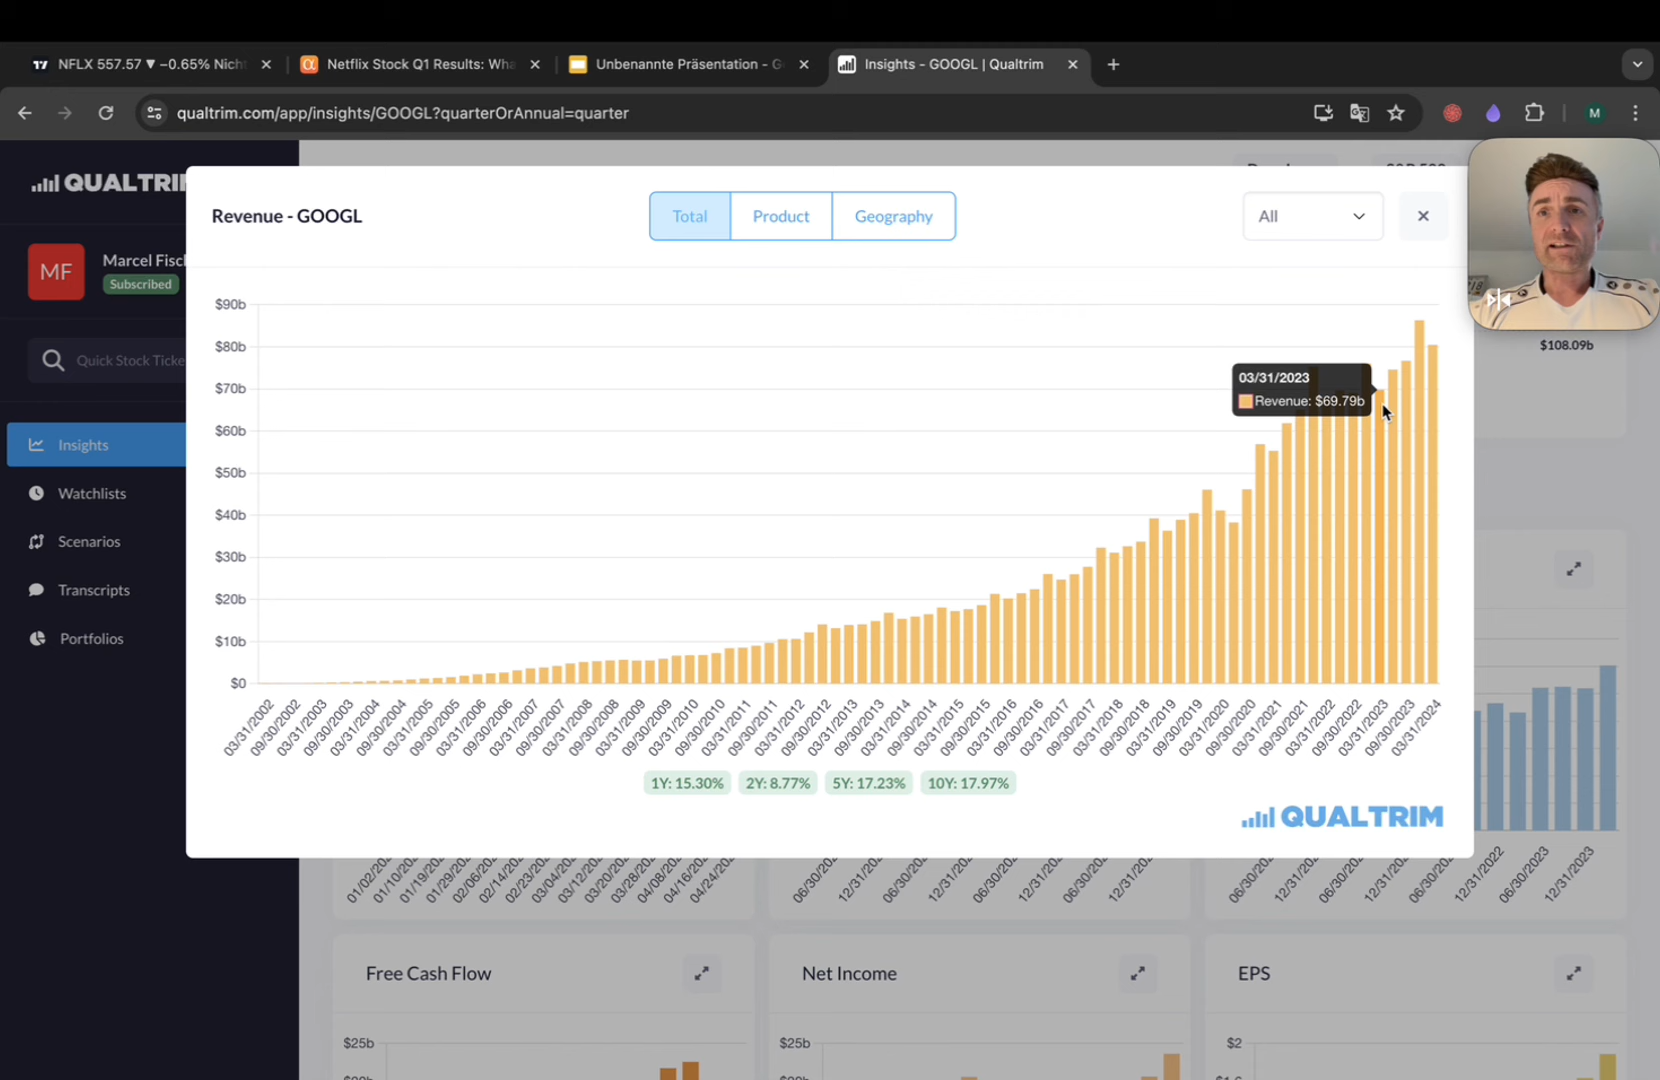 NFLX 557.57 ▼ −0.65% Nich
Netflix Stock Q1 Results: Wha
Unbenannte Präsentation - G
Insights - GOOGL | Qualtrim
qualtrim.com/app/insights/GOOGL?quarterOrAnnual=quarter
M
QUALTRI
MF
Marcel Fisc
Subscribed
Quick Stock Ticke
Insights
Watchlists
Scenarios
Transcripts
Portfolios
Revenue - GOOGL
Total
Product
Geography
All
$108.09b
$90b
$80b
$70b
$60b
$50b
$40b
$30b
$20b
$10b
$0
03/31/2023
Revenue: $69.79b
03/31/2002
09/30/2002
03/31/2003
09/30/2003
03/31/2004
09/30/2004
03/31/2005
09/30/2005
03/31/2006
09/30/2006
03/31/2007
09/30/2007
03/31/2008
09/30/2008
03/31/2009
09/30/2009
03/31/2010
09/30/2010
03/31/2011
09/30/2011
03/31/2012
09/30/2012
03/31/2013
09/30/2013
03/31/2014
09/30/2014
03/31/2015
09/30/2015
03/31/2016
09/30/2016
03/31/2017
09/30/2017
03/31/2018
09/30/2018
03/31/2019
09/30/2019
03/31/2020
09/30/2020
03/31/2021
09/30/2021
03/31/2022
09/30/2022
03/31/2023
09/30/2023
03/31/2024
1Y: 15.30%
2Y: 8.77%
5Y: 17.23%
10Y: 17.97%
QUALTRIM
Free Cash Flow
Net Income
EPS
$25b
$25b
$2